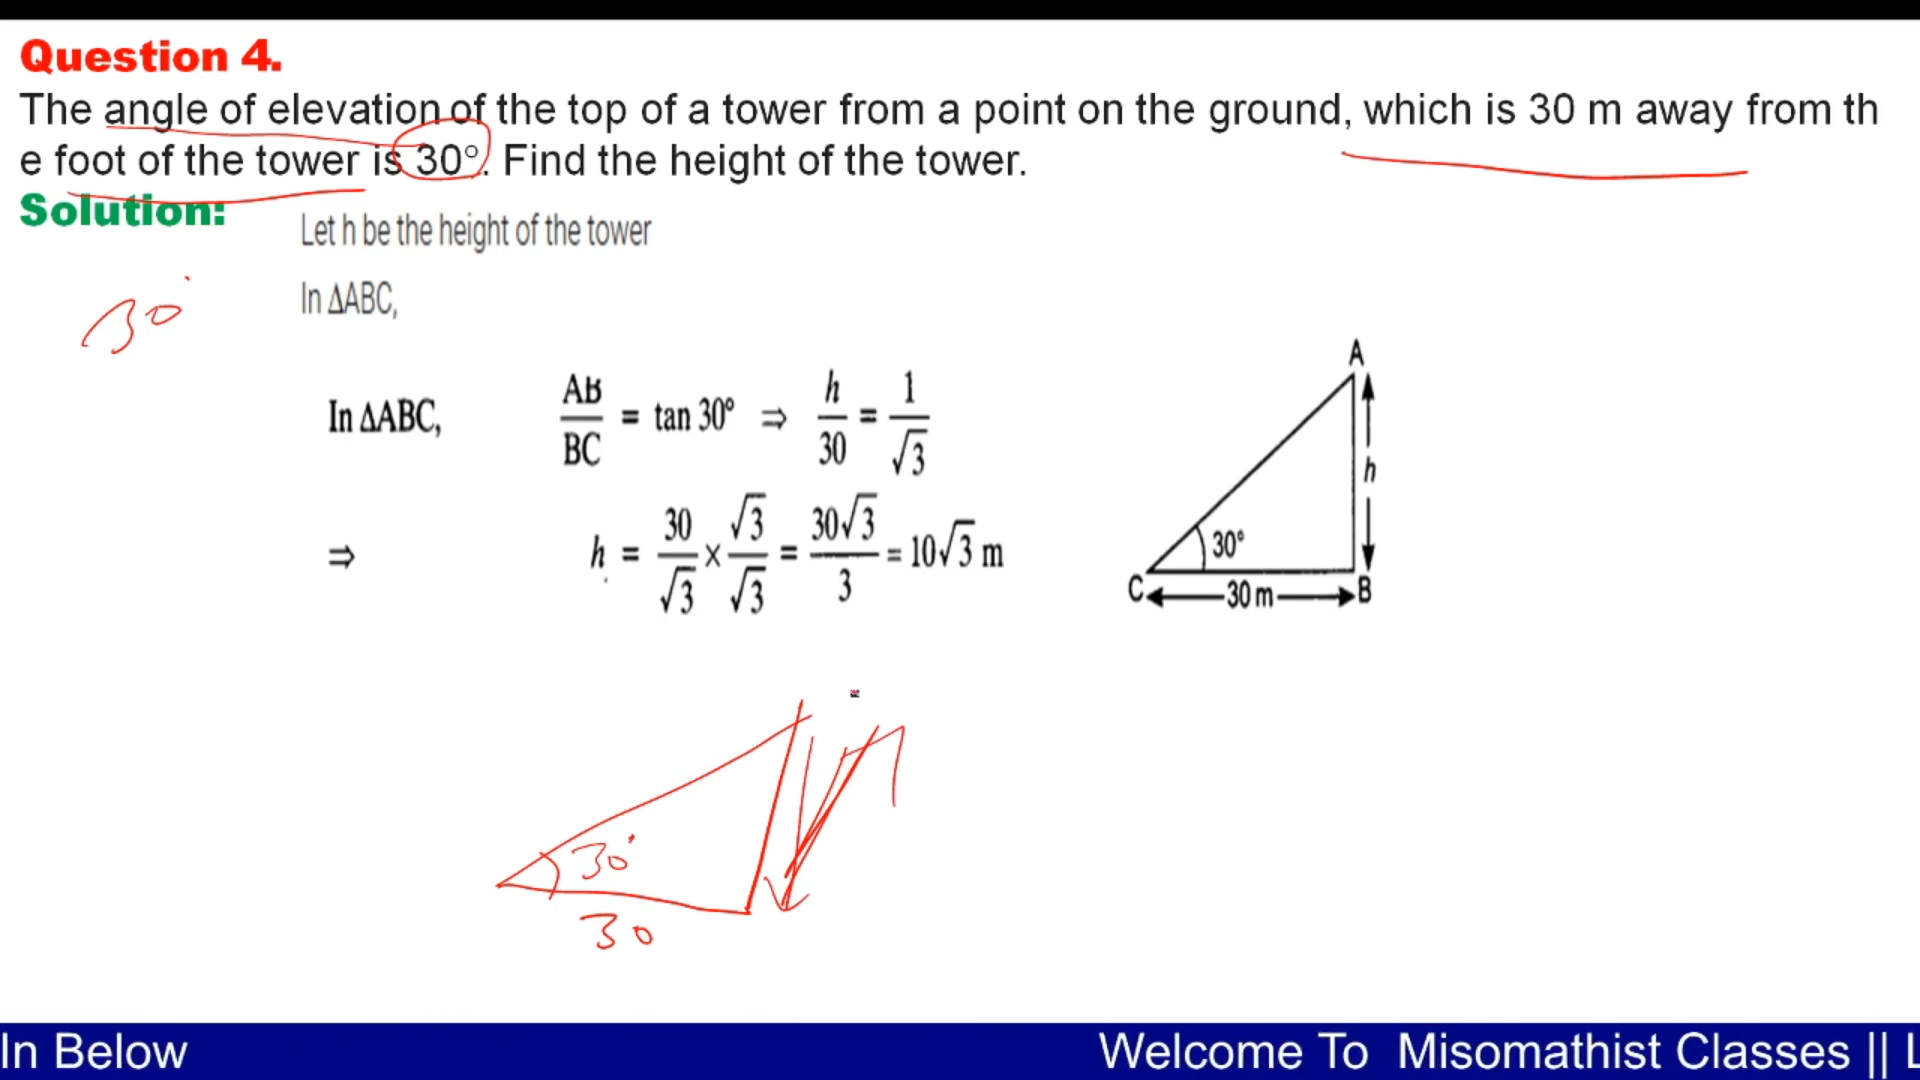 Question 4.
The angle of elevation of the top of a tower from a point on the ground, which is 30 m away from th
e foot of the tower is 30°. Find the height of the tower.
Solution:
Let h be the height of the tower
In ΔABC,
30°
In ΔABC, AB/BC = tan 30° ⇒ h/30 = 1/√3
⇒ h = 30/√3 × √3/√3 = 30√3/3 = 10√3 m
A
h
30°
C 30 m B
30°
30
In Below Welcome To Misomathist Classes || L